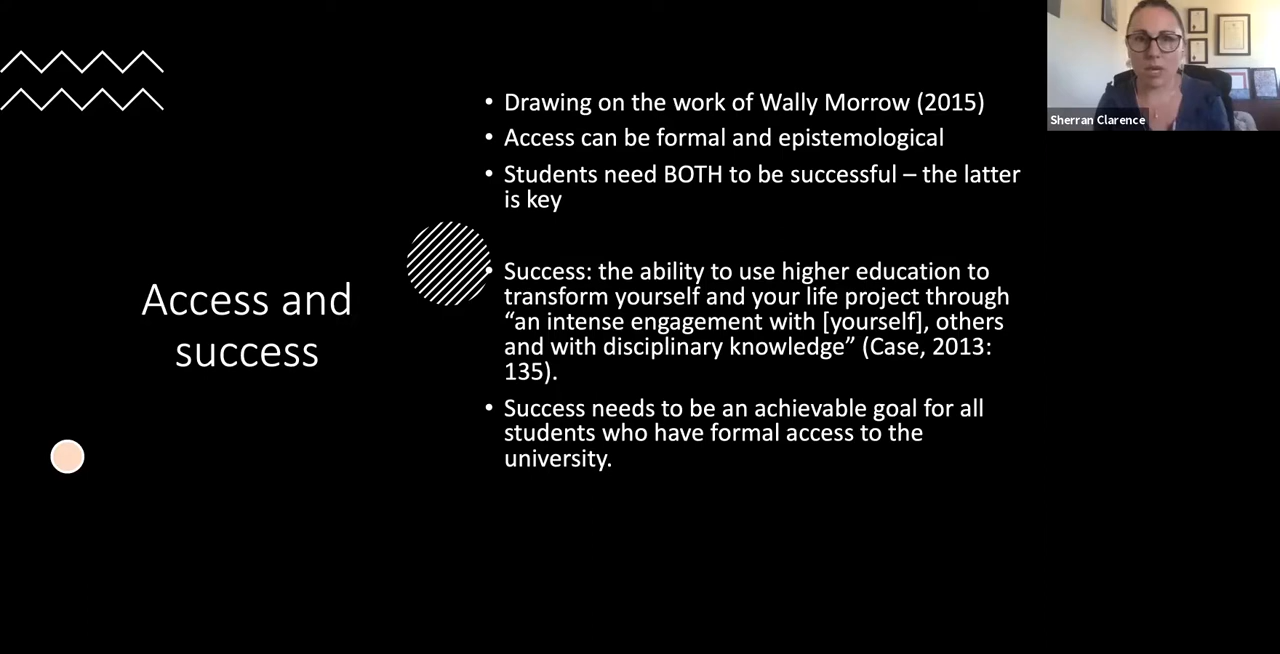 Access and
success
• Drawing on the work of Wally Morrow (2015)
• Access can be formal and epistemological
• Students need BOTH to be successful – the latter
is key
• Success: the ability to use higher education to
transform yourself and your life project through
“an intense engagement with [yourself], others
and with disciplinary knowledge” (Case, 2013:
135).
• Success needs to be an achievable goal for all
students who have formal access to the
university.
Sherran Clarence